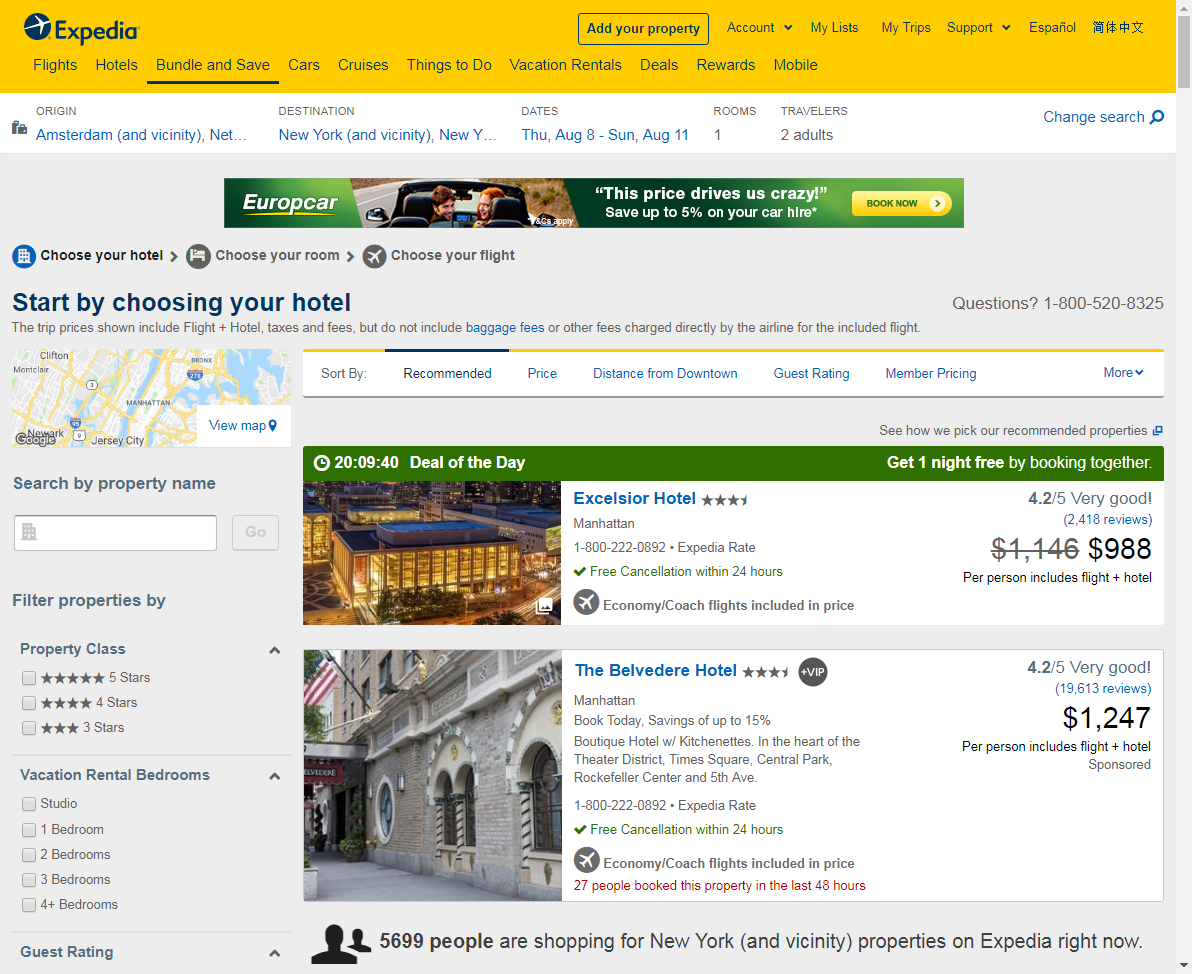 Expedia
Add your property
Account
My Lists
My Trips
Support
Español
简体中文
Flights
Hotels
Bundle and Save
Cars
Cruises
Things to Do
Vacation Rentals
Deals
Rewards
Mobile
ORIGIN
Amsterdam (and vicinity), Net…
DESTINATION
New York (and vicinity), New Y…
DATES
Thu, Aug 8 - Sun, Aug 11
ROOMS
1
TRAVELERS
2 adults
Change search
Europcar
T&Cs apply
“This price drives us crazy!”
Save up to 5% on your car hire*
BOOK NOW
Choose your hotel
Choose your room
Choose your flight
Start by choosing your hotel
Questions? 1-800-520-8325
The trip prices shown include Flight + Hotel, taxes and fees, but do not include baggage fees or other fees charged directly by the airline for the included flight.
Clifton
BRONX
Montclair
3
278
MANHATTAN
95
9
Newark
Google
Jersey City
View map
Sort By:
Recommended
Price
Distance from Downtown
Guest Rating
Member Pricing
More
See how we pick our recommended properties
Search by property name
Go
20:09:40 Deal of the Day
Get 1 night free by booking together.
Excelsior Hotel
Manhattan
1-800-222-0892 • Expedia Rate
Free Cancellation within 24 hours
Economy/Coach flights included in price
4.2/5 Very good!
(2,418 reviews)
$1,146 $988
Per person includes flight + hotel
Filter properties by
Property Class
5 Stars
4 Stars
3 Stars
Vacation Rental Bedrooms
Studio
1 Bedroom
2 Bedrooms
3 Bedrooms
4+ Bedrooms
Guest Rating
BELVEDERE
The Belvedere Hotel
+VIP
Manhattan
Book Today, Savings of up to 15%
Boutique Hotel w/ Kitchenettes. In the heart of the
Theater District, Times Square, Central Park,
Rockefeller Center and 5th Ave.
1-800-222-0892 • Expedia Rate
Free Cancellation within 24 hours
Economy/Coach flights included in price
27 people booked this property in the last 48 hours
4.2/5 Very good!
(19,613 reviews)
$1,247
Per person includes flight + hotel
Sponsored
5699 people are shopping for New York (and vicinity) properties on Expedia right now.